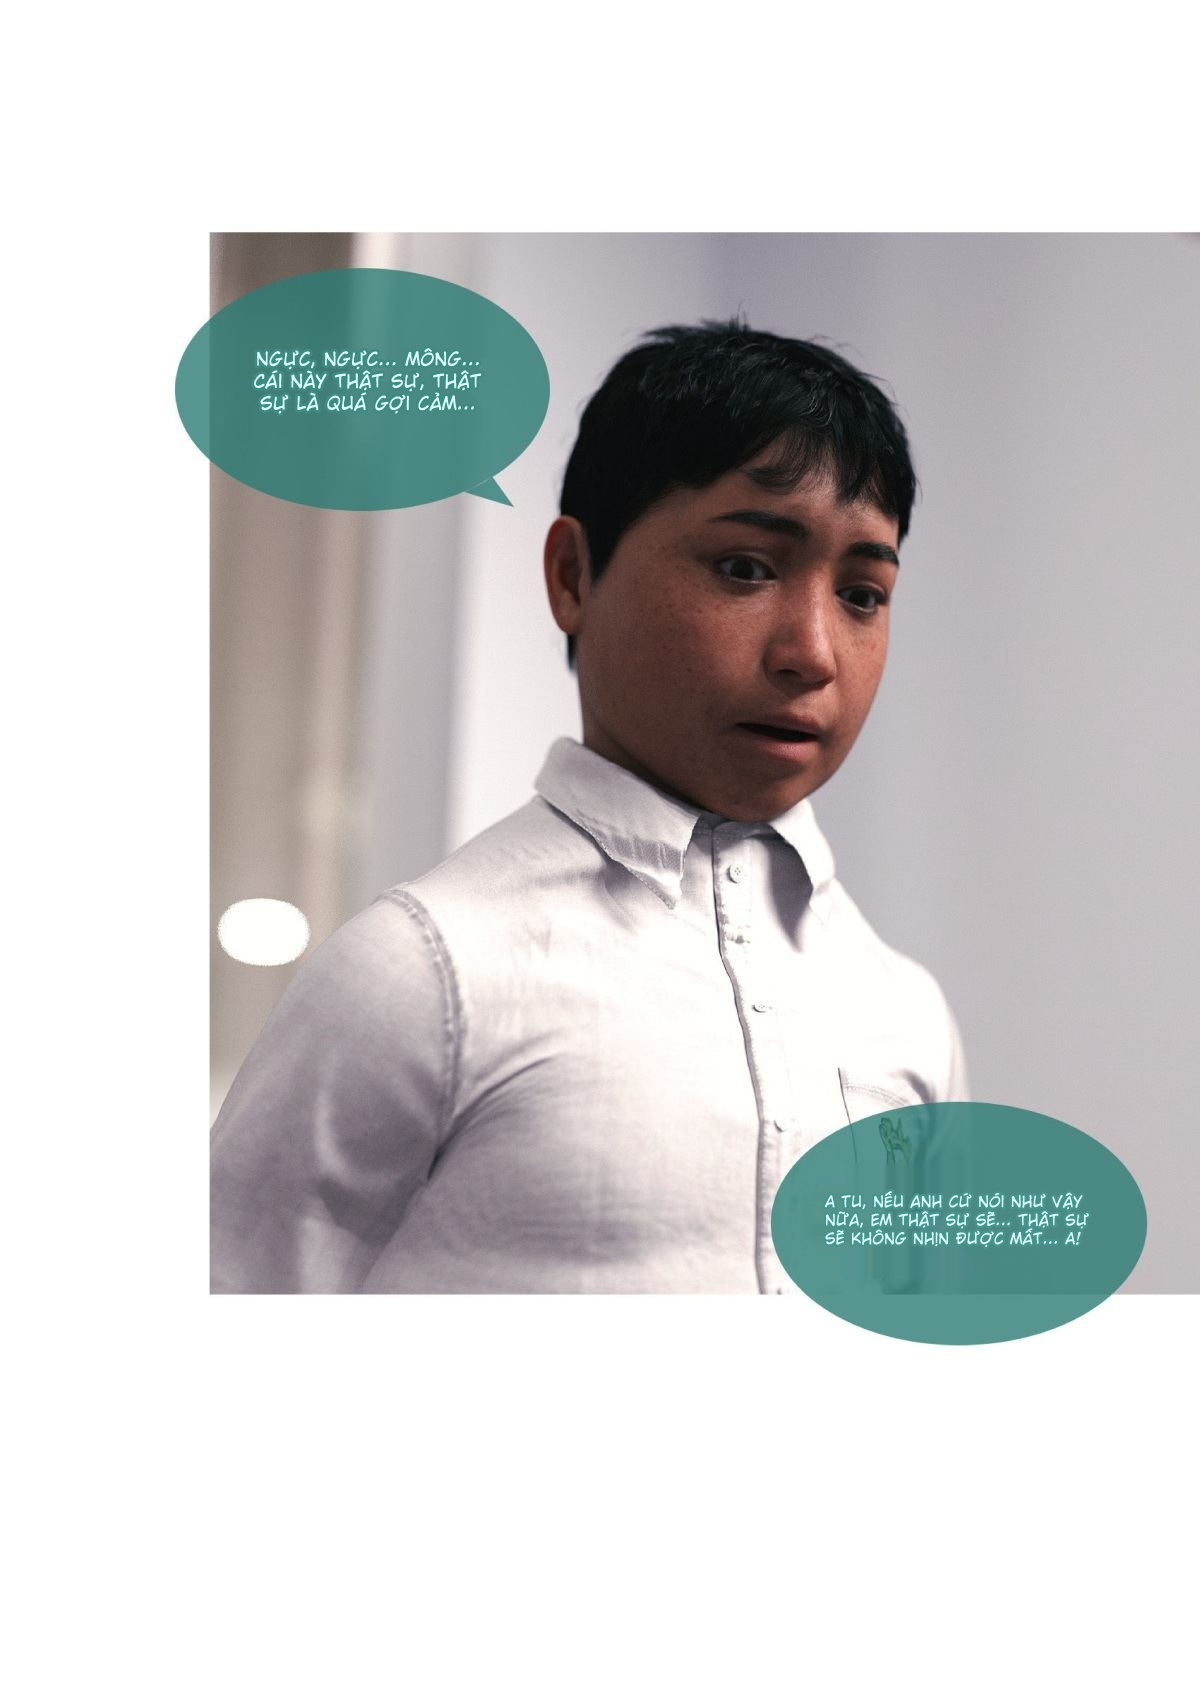 NGỰC, NGỰC... MÔNG...
CÁI NÀY THẬT SỰ, THẬT
SỰ LÀ QUÁ GỢI CẢM...
A TU, NẾU ANH CỨ NÓI NHƯ VẬY
NỮA, EM THẬT SỰ SẼ... THẬT SỰ
SẼ KHÔNG NHỊN ĐƯỢC MẤT... A!